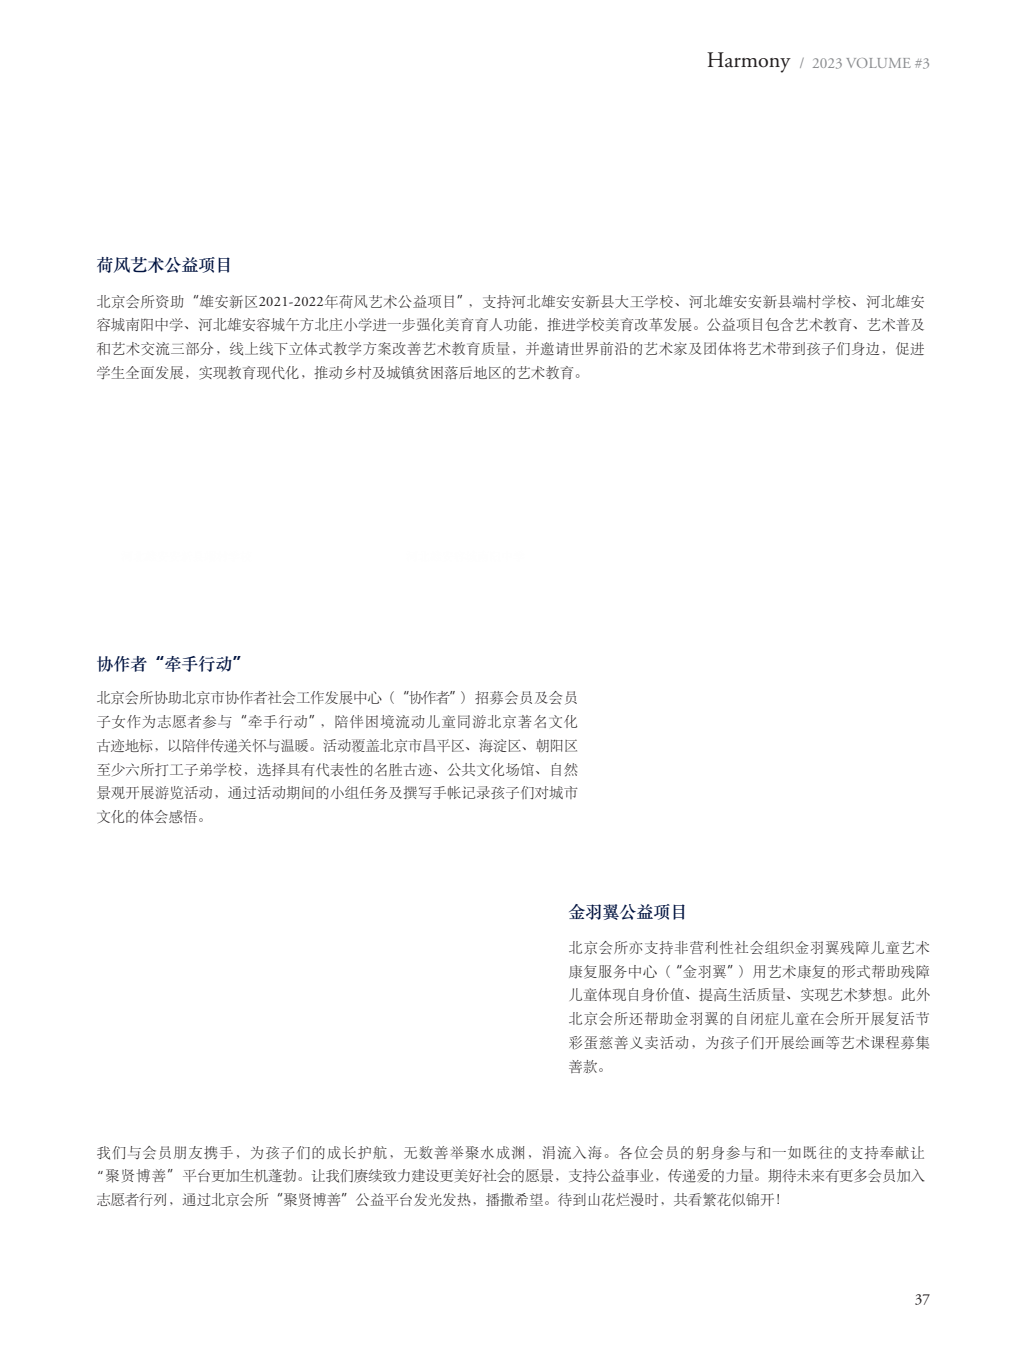 Harmony / 2023 VOLUME #3
荷风艺术公益项目
北京会所资助“雄安新区2021-2022年荷风艺术公益项目”，支持河北雄安安新县大王学校、河北雄安安新县端村学校、河北雄安
容城南阳中学、河北雄安容城午方北庄小学进一步强化美育育人功能，推进学校美育改革发展。公益项目包含艺术教育、艺术普及
和艺术交流三部分，线上线下立体式教学方案改善艺术教育质量，并邀请世界前沿的艺术家及团体将艺术带到孩子们身边，促进
学生全面发展，实现教育现代化，推动乡村及城镇贫困落后地区的艺术教育。
协作者“牵手行动”
北京会所协助北京市协作者社会工作发展中心（“协作者”）招募会员及会员
子女作为志愿者参与“牵手行动”，陪伴困境流动儿童同游北京著名文化
古迹地标，以陪伴传递关怀与温暖。活动覆盖北京市昌平区、海淀区、朝阳区
至少六所打工子弟学校，选择具有代表性的名胜古迹、公共文化场馆、自然
景观开展游览活动，通过活动期间的小组任务及撰写手帐记录孩子们对城市
文化的体会感悟。
金羽翼公益项目
北京会所亦支持非营利性社会组织金羽翼残障儿童艺术
康复服务中心（“金羽翼”）用艺术康复的形式帮助残障
儿童体现自身价值、提高生活质量、实现艺术梦想。此外
北京会所还帮助金羽翼的自闭症儿童在会所开展复活节
彩蛋慈善义卖活动，为孩子们开展绘画等艺术课程募集
善款。
我们与会员朋友携手，为孩子们的成长护航，无数善举聚水成渊，涓流入海。各位会员的躬身参与和一如既往的支持奉献让
“聚贤博善”平台更加生机蓬勃。让我们赓续致力建设更美好社会的愿景，支持公益事业，传递爱的力量。期待未来有更多会员加入
志愿者行列，通过北京会所“聚贤博善”公益平台发光发热，播撒希望。待到山花烂漫时，共看繁花似锦开！
37